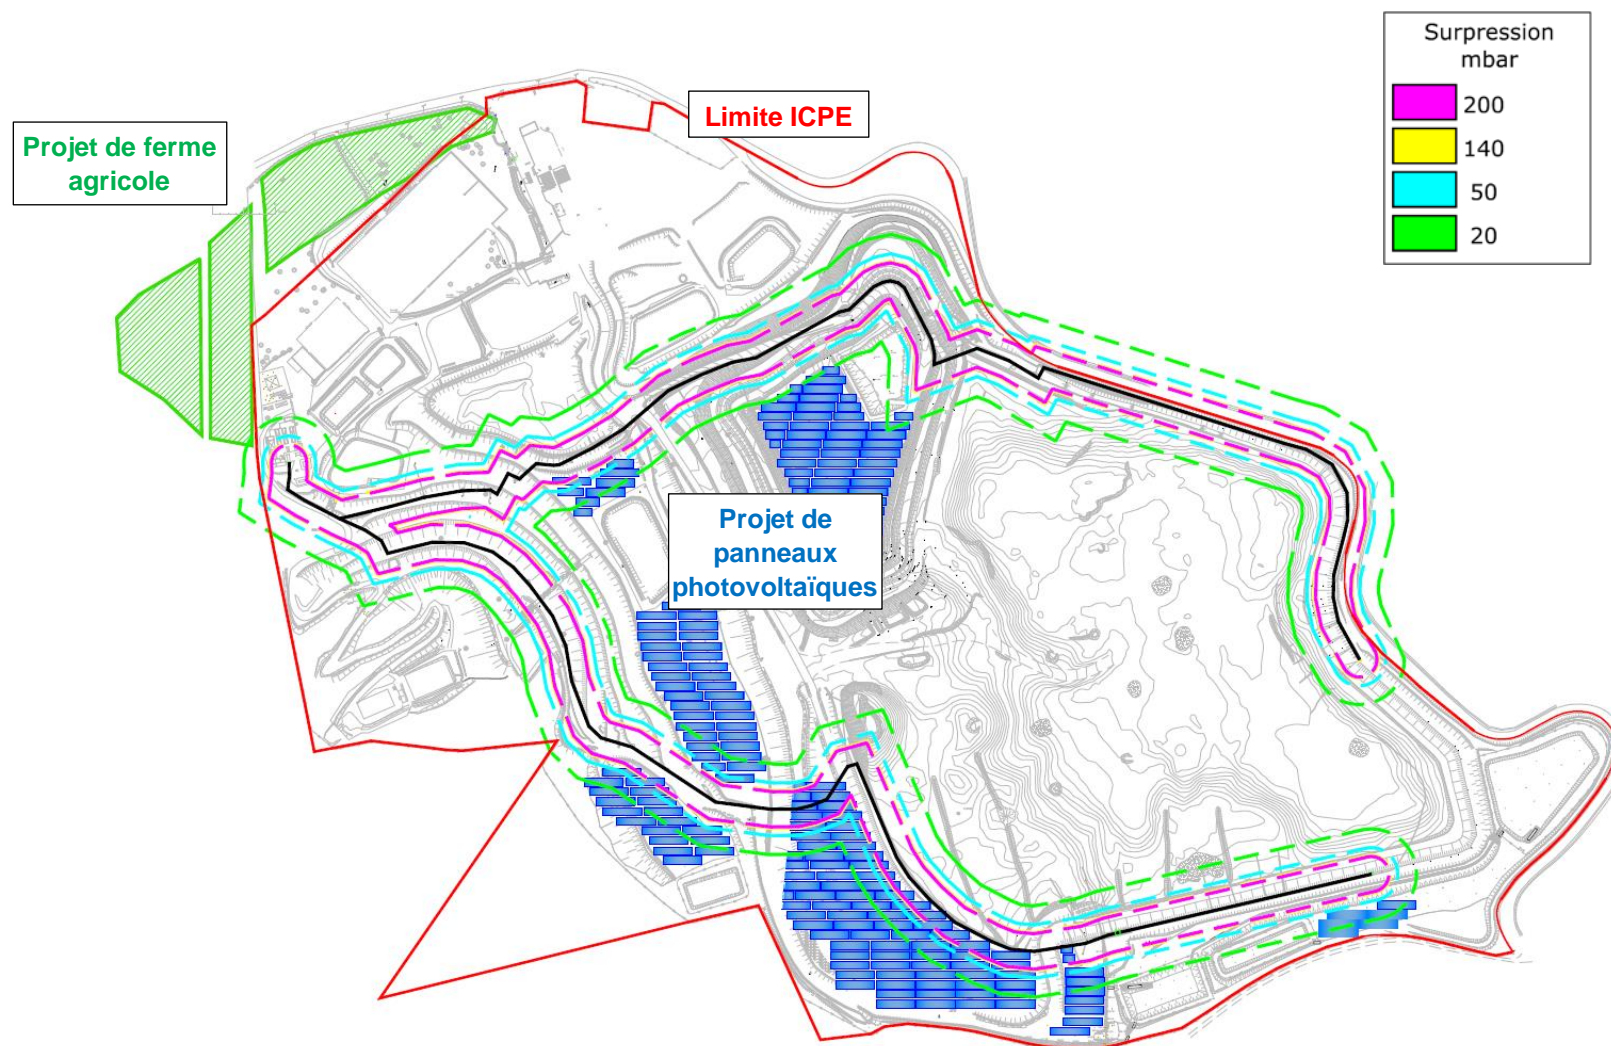 Surpression
mbar
200
140
50
20
Limite ICPE
Projet de ferme
agricole
Projet de
panneaux
photovoltaïques